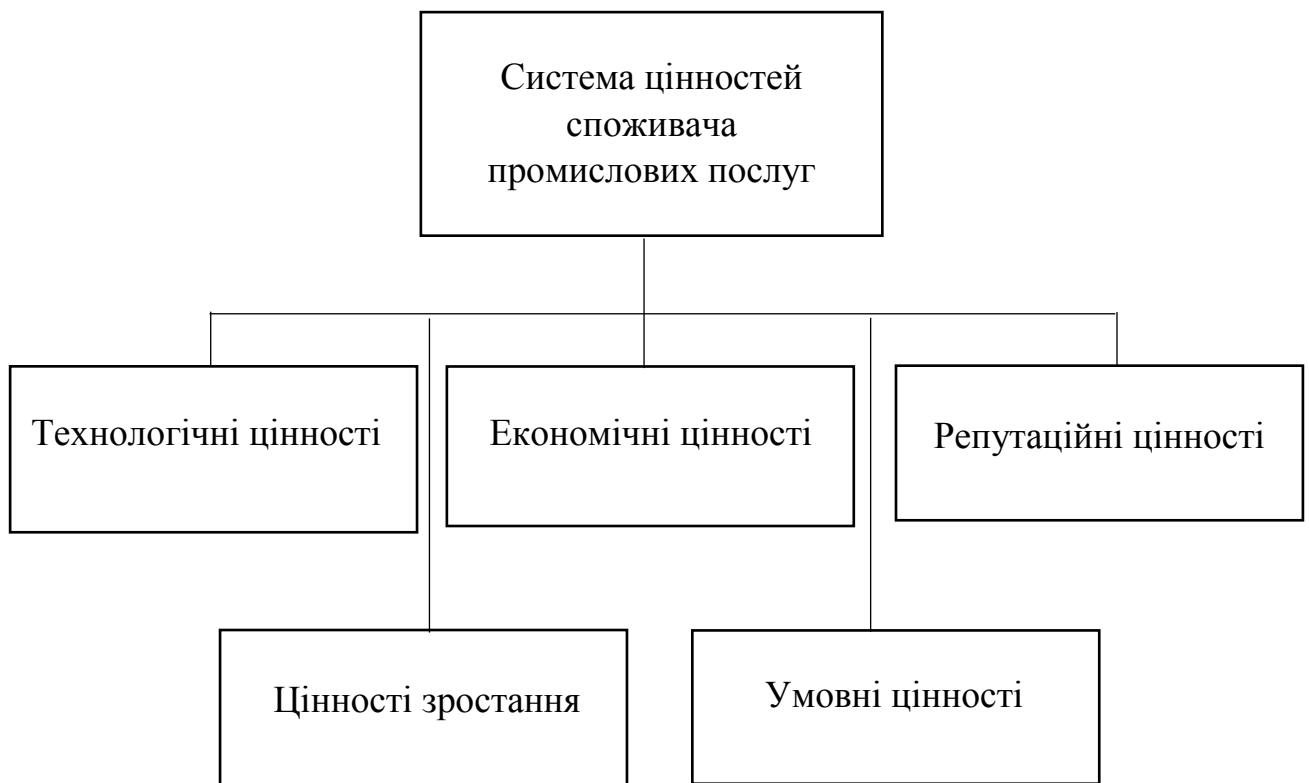 Система цінностей
споживача
промислових послуг
Технологічні цінності
Економічні цінності
Репутаційні цінності
Цінності зростання
Умовні цінності